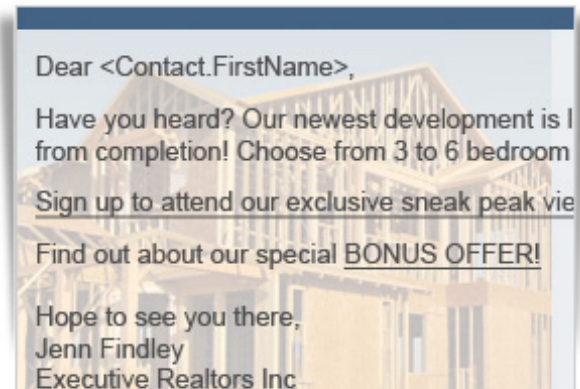 Dear <Contact.FirstName>,
Have you heard? Our newest development is
from completion! Choose from 3 to 6 bedroom
Sign up to attend our exclusive sneak peak
Find out about our special BONUS OFFER!
Hope to see you there,
Jenn Findley
Executive Realtors Inc